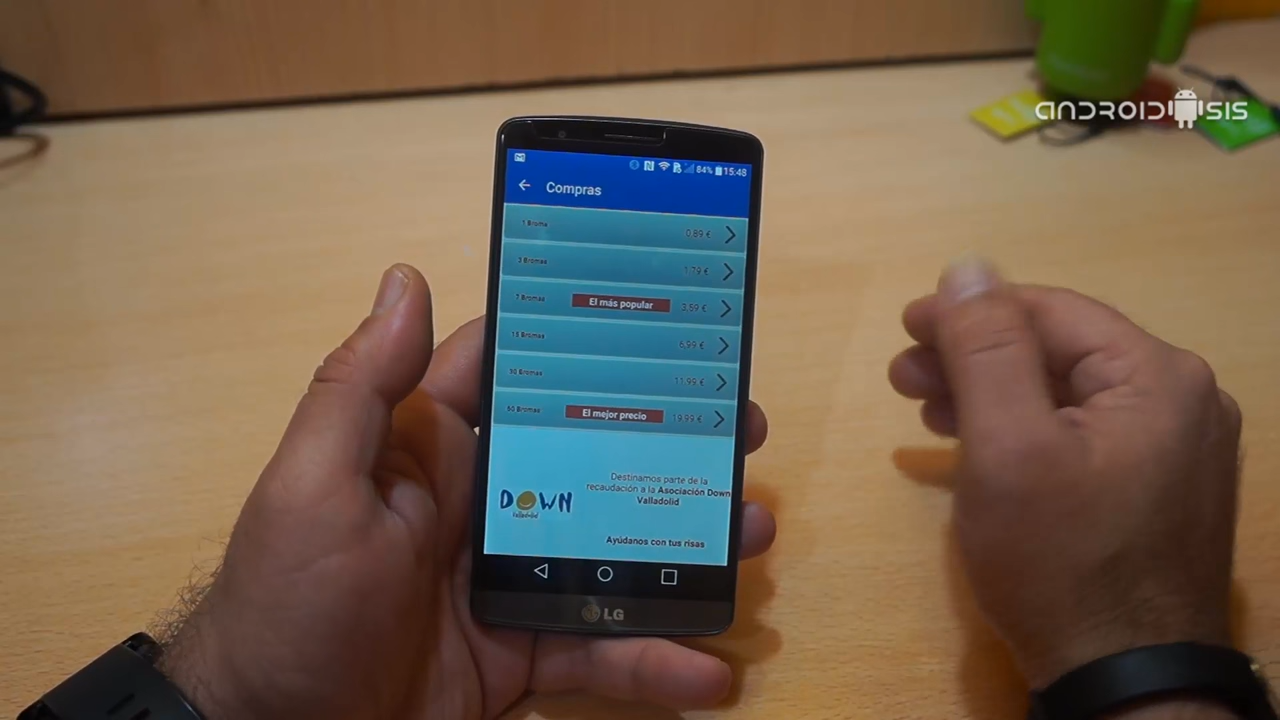 ANDROIDSIS
84% 15:48
Compras
1 Broma 0,89 €
3 Bromas 1,79 €
7 Bromas El más popular 3,59 €
15 Bromas 6,99 €
30 Bromas 11,99 €
50 Bromas El mejor precio 19,99 €
Destinamos parte de la
recaudación a la Asociación Down
Valladolid
DOWN
Valladolid
Ayúdanos con tus risas
LG